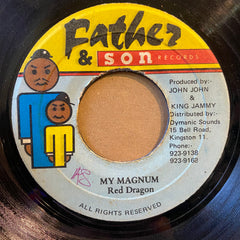 Father
& son
RECORDS
Produced by:
JOHN JOHN
&
KING JAMMY
Distributed by:
Dymanic Sounds
15 Bell Road,
Kingston 11.
Phone:
923-9138
923-9168
AS
MY MAGNUM
Red Dragon
ALL RIGHTS RESERVED